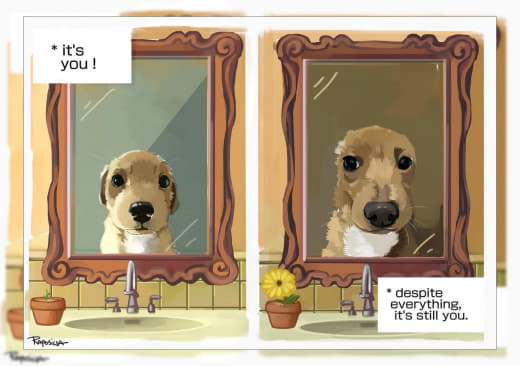 * it's
you !
* despite
everything,
it's still you.